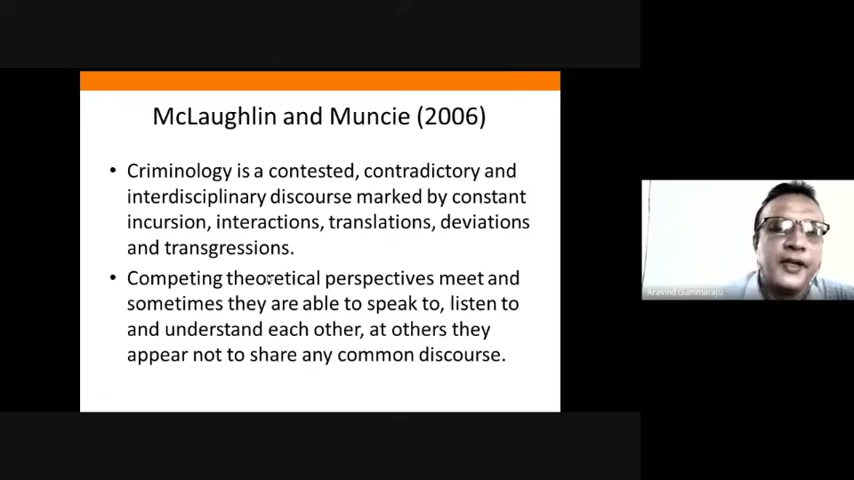 McLaughlin and Muncie (2006)
• Criminology is a contested, contradictory and
interdisciplinary discourse marked by constant
incursion, interactions, translations, deviations
and transgressions.
• Competing theoretical perspectives meet and
sometimes they are able to speak to, listen to
and understand each other, at others they
appear not to share any common discourse.
Aravind Gummaraju